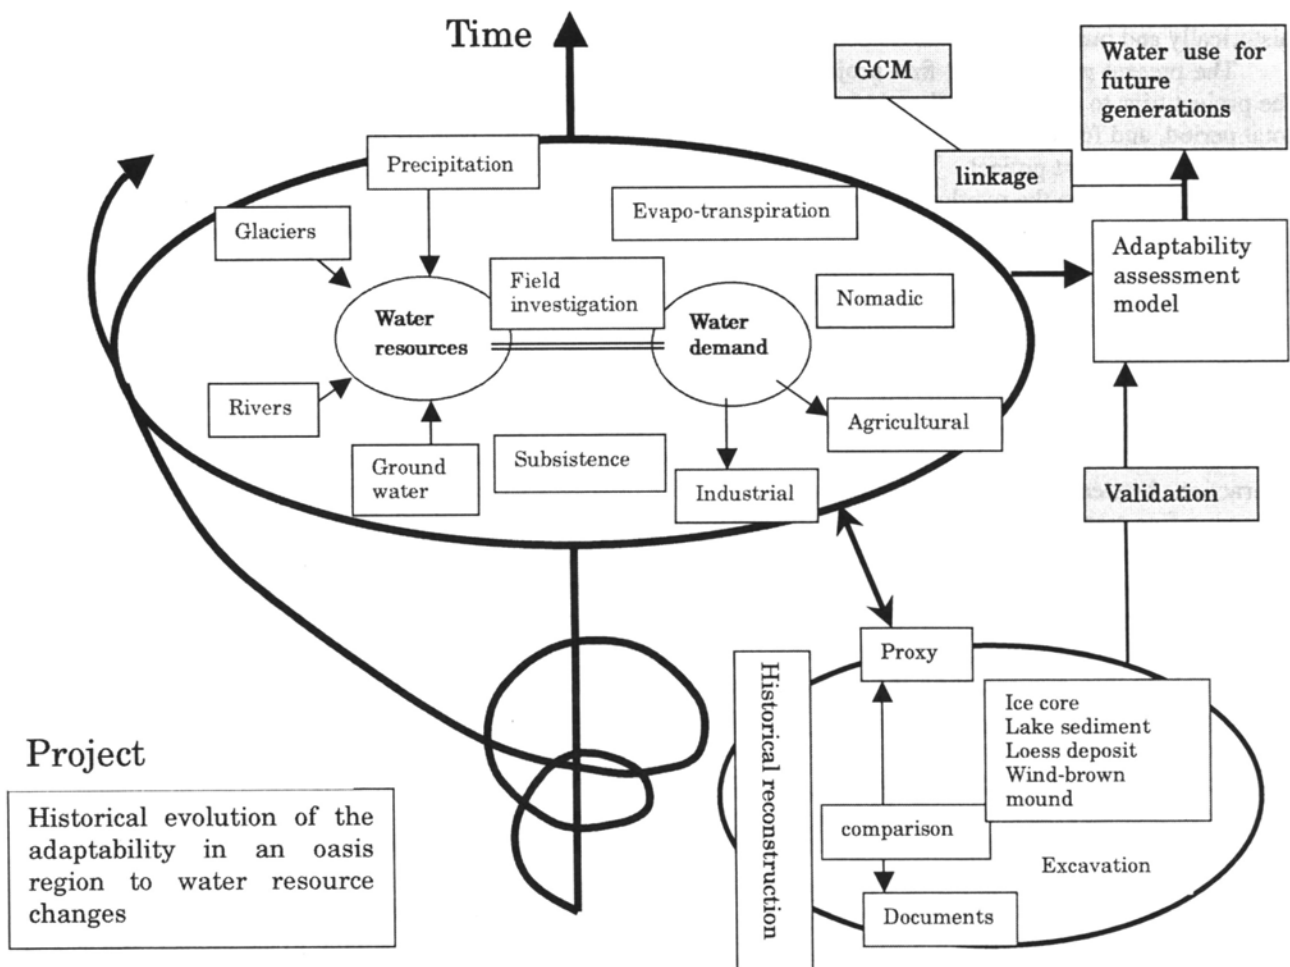 Time
GCM
Water use for
future
generations
linkage
Precipitation
Evapo-transpiration
Glaciers
Adaptability
assessment
model
Field
investigation
Nomadic
Water
resources
Water
demand
Rivers
Agricultural
Ground
water
Subsistence
Industrial
Validation
Proxy
Historical reconstruction
Ice core
Lake sediment
Loess deposit
Wind-brown
mound
comparison
Excavation
Documents
Project
Historical evolution of the
adaptability in an oasis
region to water resource
changes